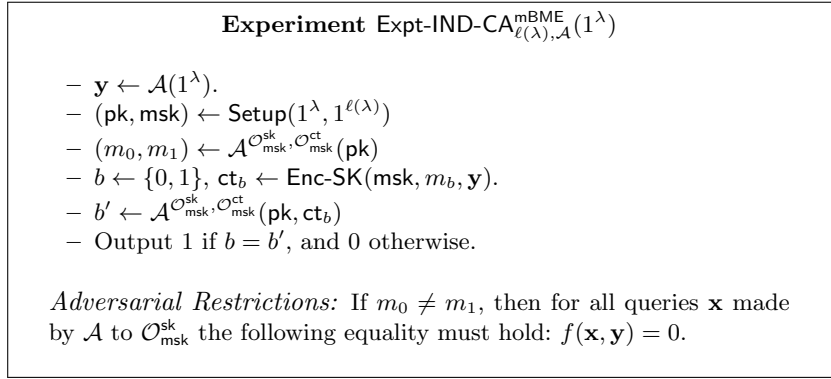 Experiment Expt-IND-CA^{mBME}_{ℓ(λ),𝒜}(1^λ)
– y ← 𝒜(1^λ).
– (pk, msk) ← Setup(1^λ, 1^{ℓ(λ)})
– (m_0, m_1) ← 𝒜^{𝒪^{sk}_{msk}, 𝒪^{ct}_{msk}}(pk)
– b ← {0, 1}, ct_b ← Enc-SK(msk, m_b, y).
– b′ ← 𝒜^{𝒪^{sk}_{msk}, 𝒪^{ct}_{msk}}(pk, ct_b)
– Output 1 if b = b′, and 0 otherwise.
Adversarial Restrictions: If m_0 ≠ m_1, then for all queries x made
by 𝒜 to 𝒪^{sk}_{msk} the following equality must hold: f(x, y) = 0.